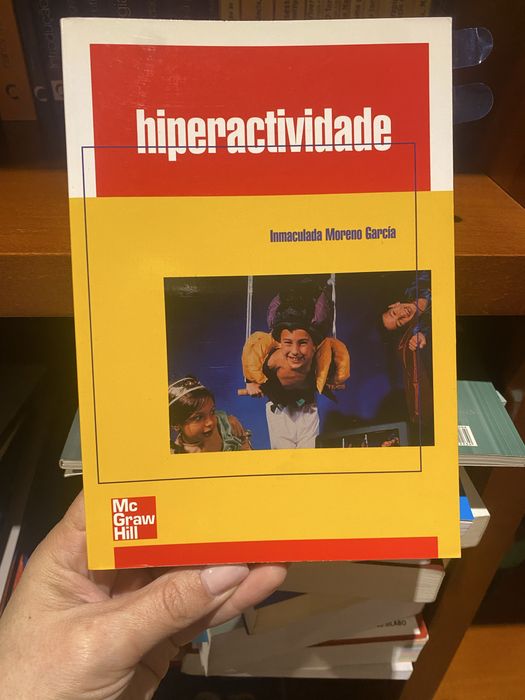 hiperactividade
Inmaculada Moreno García
Mc
Graw
Hill